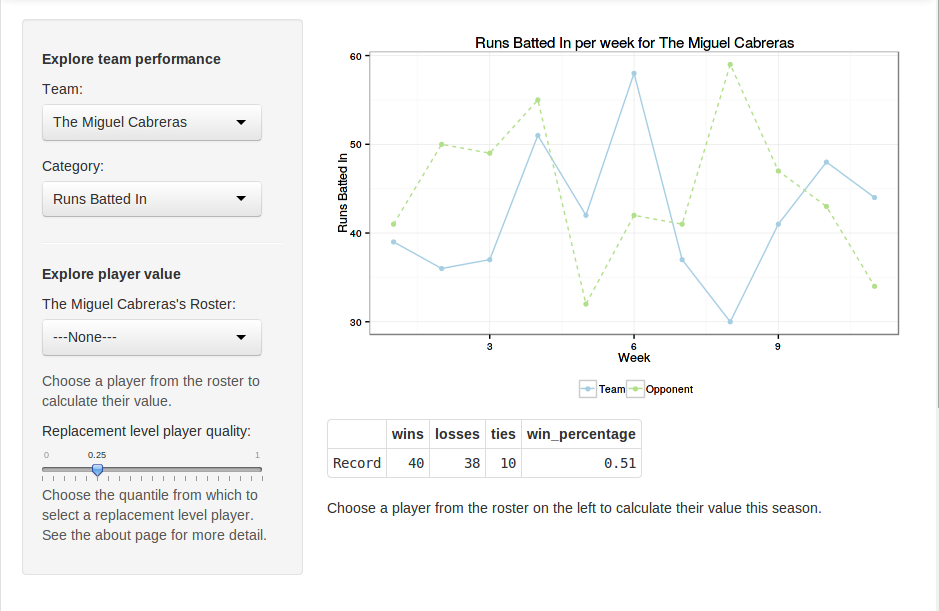 Explore team performance
Team:
The Miguel Cabreras
Category:
Runs Batted In
Explore player value
The Miguel Cabreras's Roster:
---None---
Choose a player from the roster to
calculate their value.
Replacement level player quality:
0 0.25 1
Choose the quantile from which to
select a replacement level player.
See the about page for more detail.
Runs Batted In per week for The Miguel Cabreras
Runs Batted In
60
50
40
30
3 6 9
Week
Team Opponent
wins losses ties win_percentage
Record 40 38 10 0.51
Choose a player from the roster on the left to calculate their value this season.